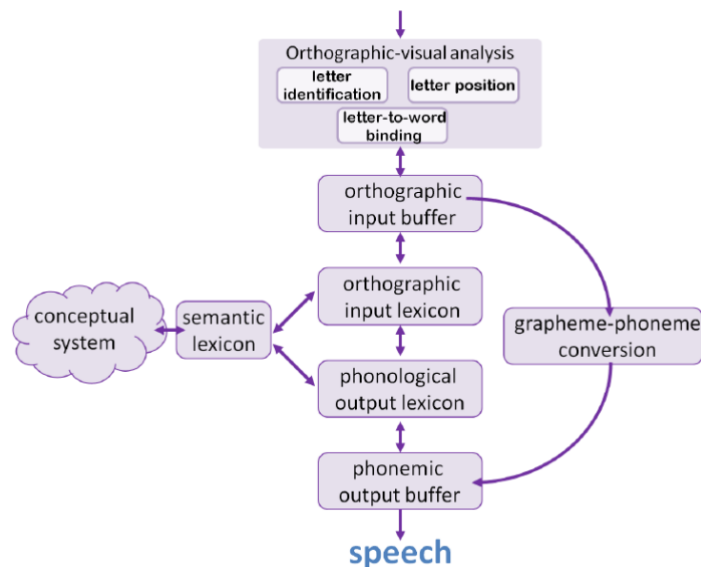 Orthographic-visual analysis
letter
identification
letter position
letter-to-word
binding
orthographic
input buffer
orthographic
input lexicon
conceptual
system
semantic
lexicon
grapheme-phoneme
conversion
phonological
output lexicon
phonemic
output buffer
speech